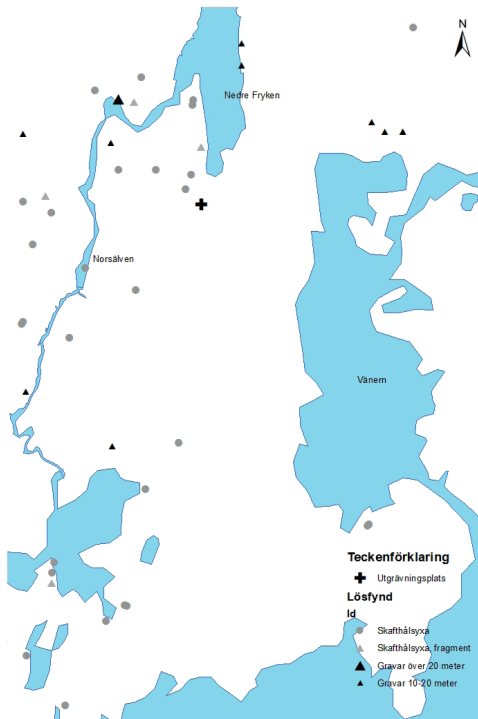 N
Nedre Fryken
Norsälven
Vänern
Teckenförklaring
Utgrävningsplats
Lösfynd
Id
Skafthålsyxa
Skafthålsyxa, fragment
Gravar över 20 meter
Gravar 10-20 meter